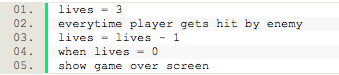 01. lives = 3
02. everytime player gets hit by enemy
03. lives = lives - 1
04. when lives = 0
05. show game over screen